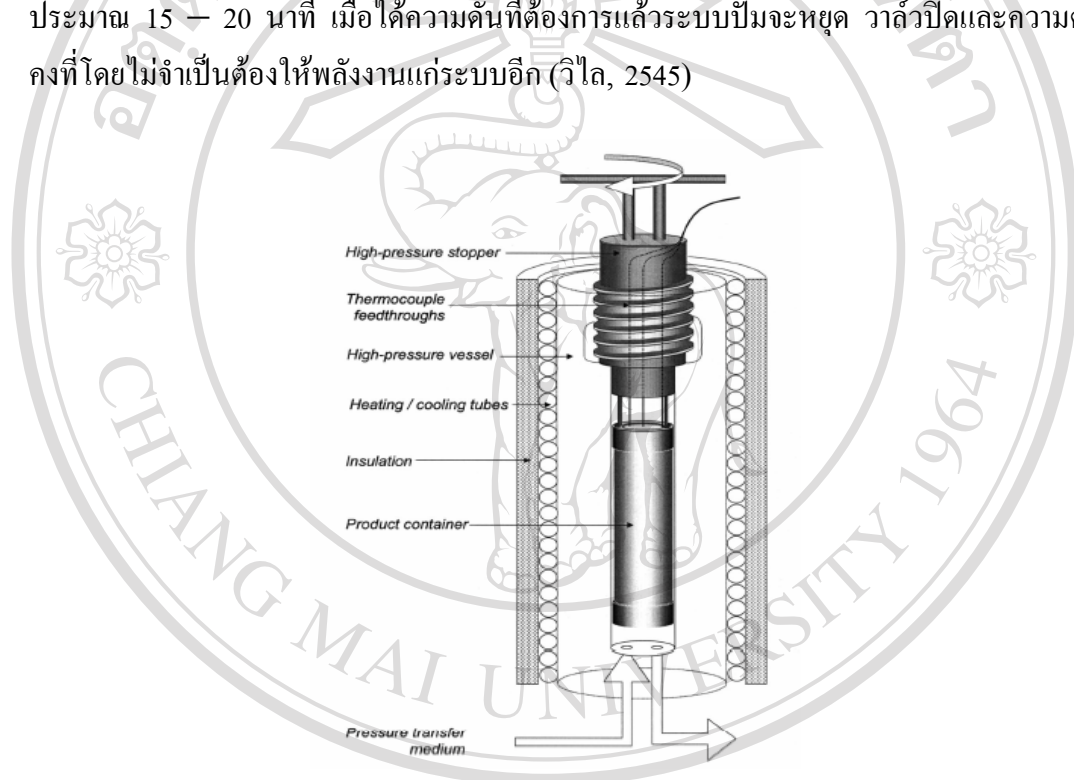 ประมาณ 15 – 20 นาที เมื่อได้ความดันที่ต้องการแล้วระบบปั๊มจะหยุด วาล์วปิดและความ
คงที่โดยไม่จำเป็นต้องให้พลังงานแก่ระบบอีก (วิไล, 2545)
High-pressure stopper
Thermocouple
feedthroughs
High-pressure vessel
Heating / cooling tubes
Insulation
Product container
Pressure transfer
medium
CHIANG MAI UNIVERSITY 1964